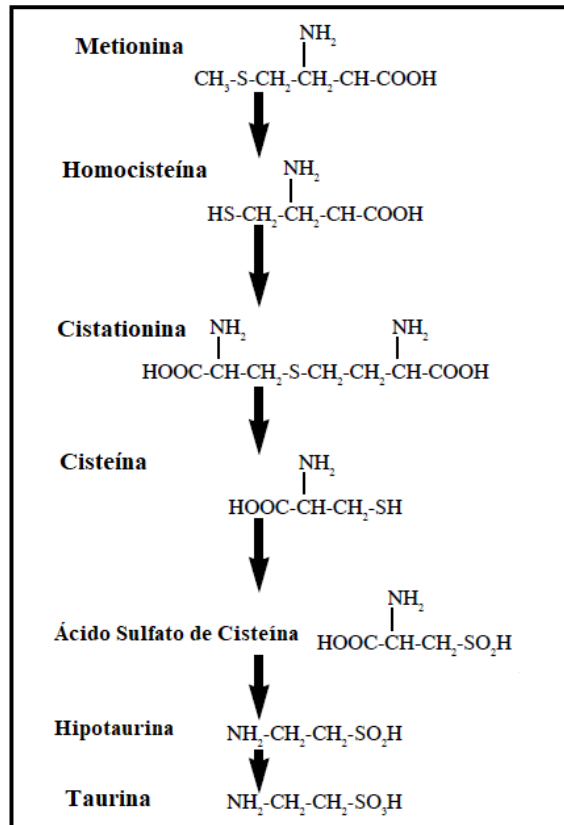 Metionina
NH₂
CH₃-S-CH₂-CH₂-CH-COOH
Homocisteína
NH₂
HS-CH₂-CH₂-CH-COOH
Cistationina
NH₂ NH₂
HOOC-CH-CH₂-S-CH₂-CH₂-CH-COOH
Cisteína
NH₂
HOOC-CH-CH₂-SH
NH₂
Ácido Sulfato de Cisteína HOOC-CH-CH₂-SO₂H
Hipotaurina NH₂-CH₂-CH₂-SO₂H
Taurina NH₂-CH₂-CH₂-SO₃H